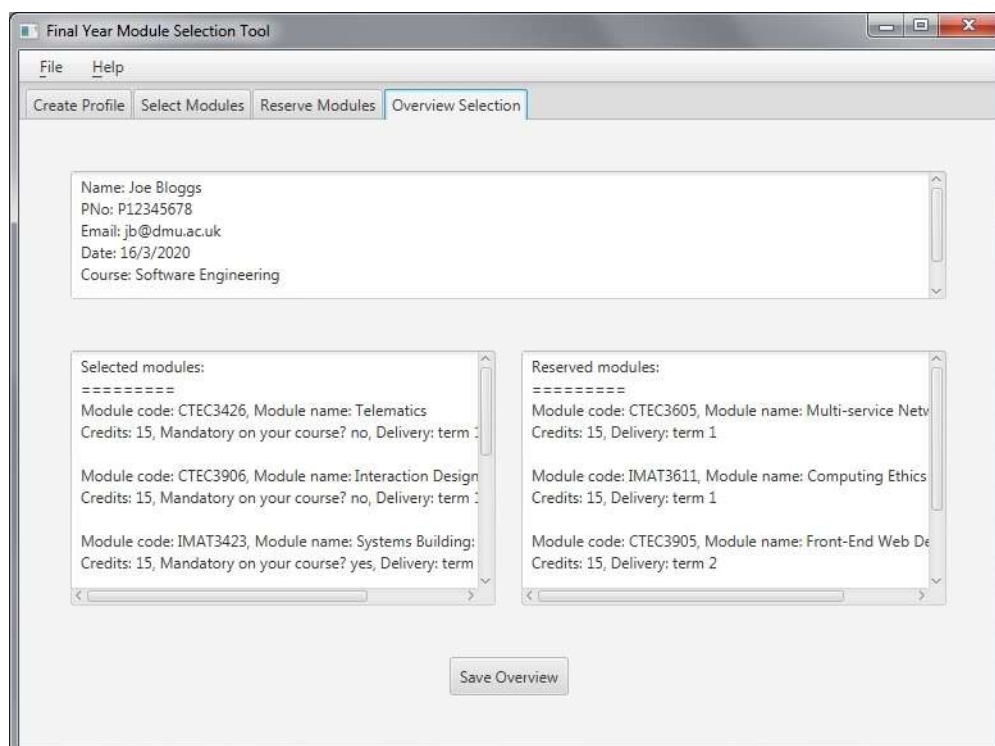 Final Year Module Selection Tool
File Help
Create Profile Select Modules Reserve Modules Overview Selection
Name: Joe Bloggs
PNo: P12345678
Email: jb@dmu.ac.uk
Date: 16/3/2020
Course: Software Engineering
Selected modules:
=========
Module code: CTEC3426, Module name: Telematics
Credits: 15, Mandatory on your course? no, Delivery: term 1
Module code: CTEC3906, Module name: Interaction Design
Credits: 15, Mandatory on your course? no, Delivery: term 1
Module code: IMAT3423, Module name: Systems Building:
Credits: 15, Mandatory on your course? yes, Delivery: term
Reserved modules:
=========
Module code: CTEC3605, Module name: Multi-service Netw
Credits: 15, Delivery: term 1
Module code: IMAT3611, Module name: Computing Ethics
Credits: 15, Delivery: term 1
Module code: CTEC3905, Module name: Front-End Web De
Credits: 15, Delivery: term 2
Save Overview